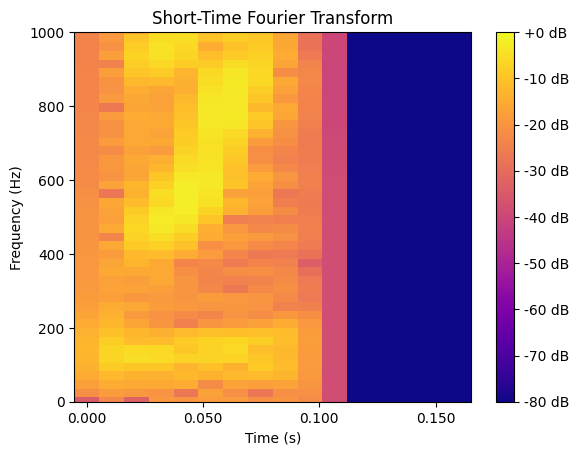 Short-Time Fourier Transform
1000
800
600
400
200
0
Frequency (Hz)
0.000
0.050
0.100
0.150
Time (s)
+0 dB
-10 dB
-20 dB
-30 dB
-40 dB
-50 dB
-60 dB
-70 dB
-80 dB